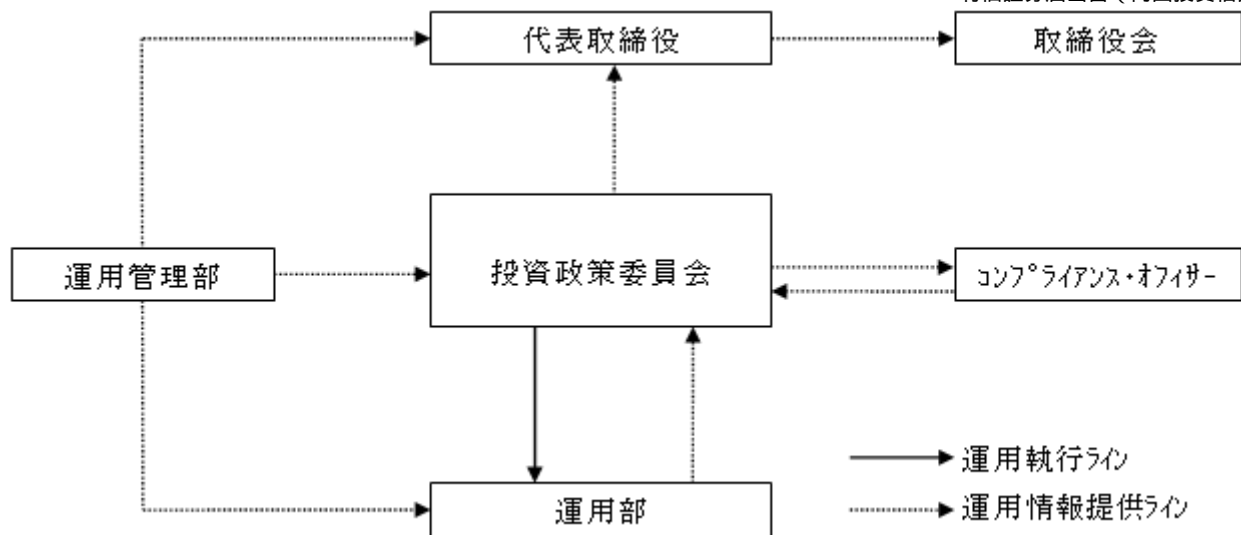 代表取締役
取締役会
運用管理部
投資政策委員会
コンプライアンス・オフィサー
運用部
運用執行ライン
運用情報提供ライン